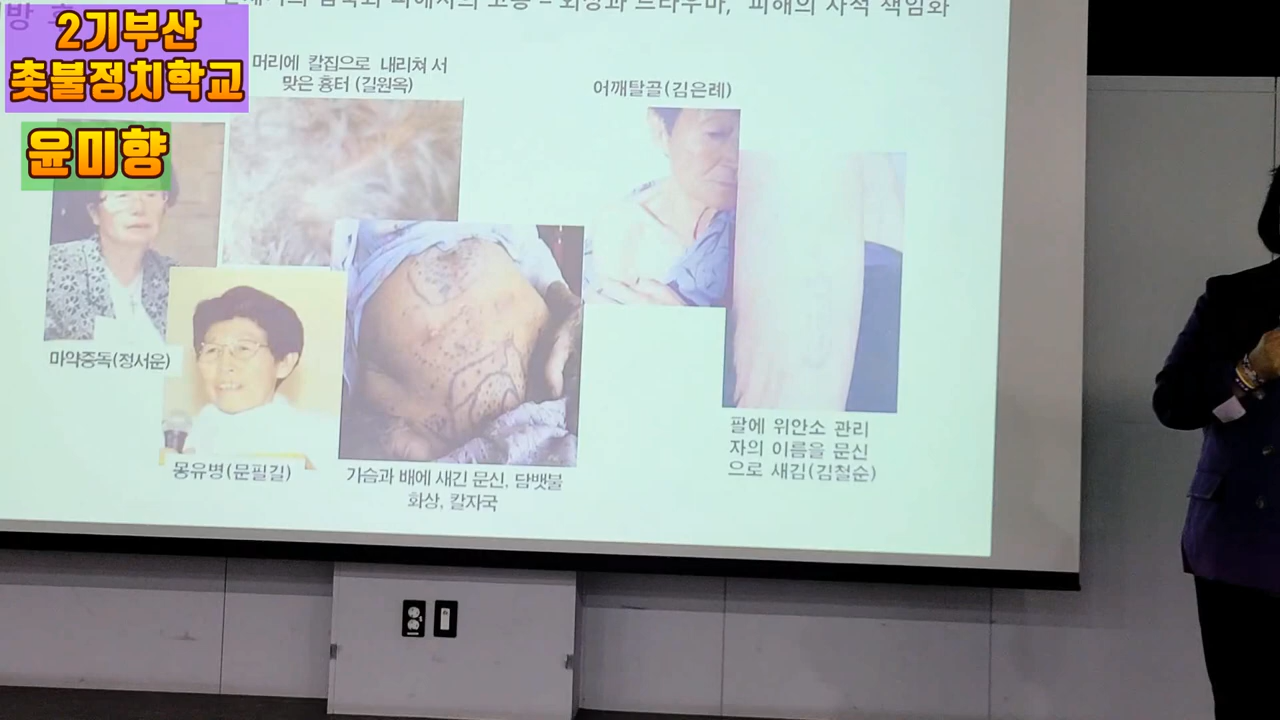 2기부산
촛불정치학교
윤미향
방 후
고통 – 외상과 트라우마, 피해의 사적 책임화
머리에 칼집으로 내리쳐 서
맞은 흉터 (길원옥)
어깨탈골(김은례)
마약중독(정서운)
몽유병(문필길)
가슴과 배에 새긴 문신, 담뱃불
화상, 칼자국
팔에 위안소 관리
자의 이름을 문신
으로 새김(김철순)